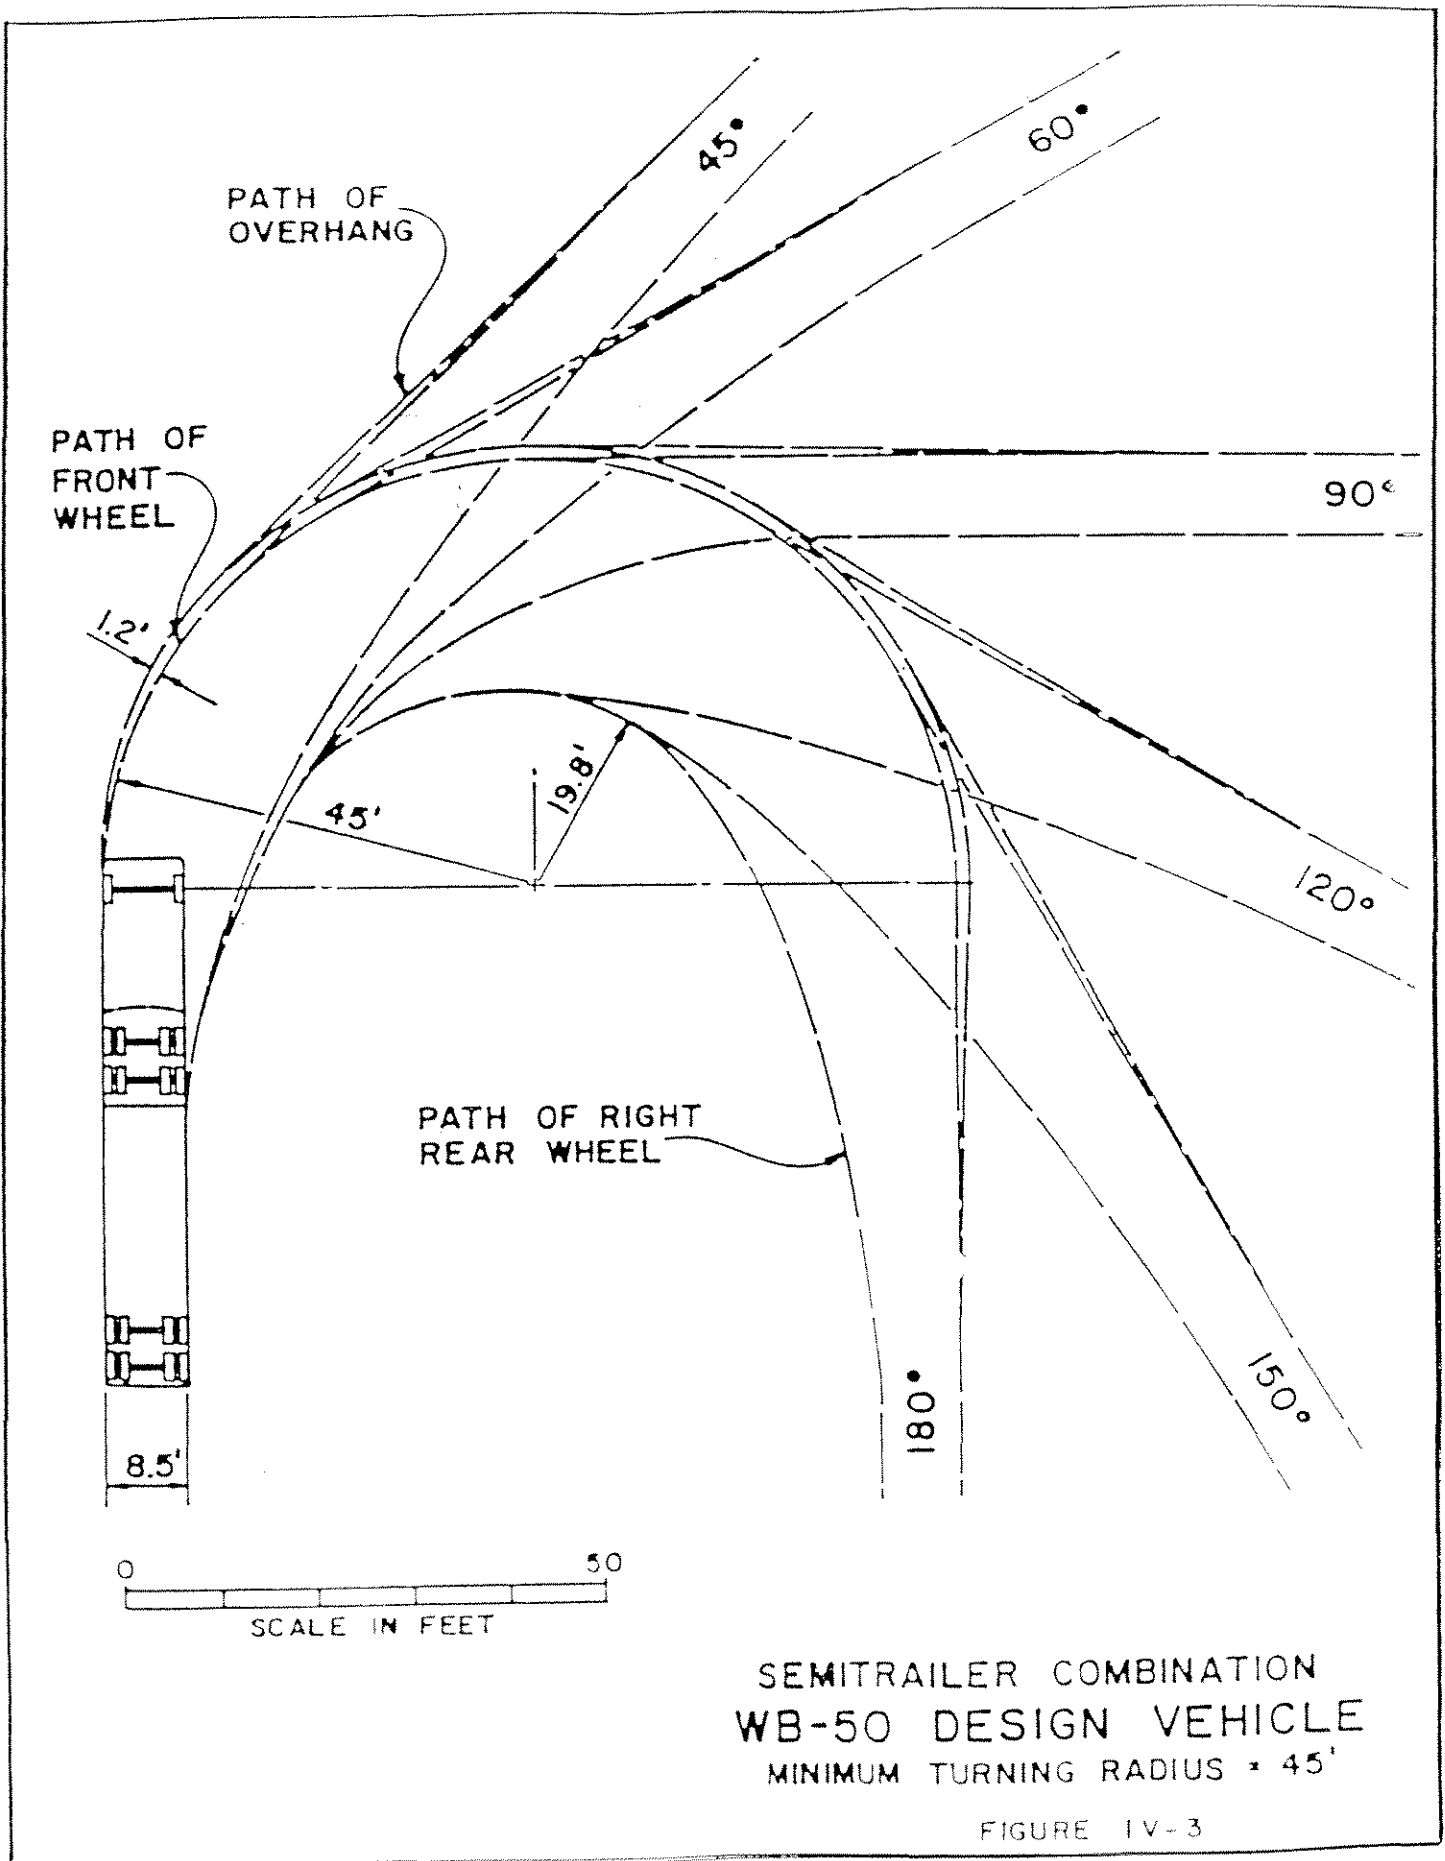 45°
60°
PATH OF
OVERHANG
PATH OF
FRONT
WHEEL
90°
1.2'
45'
19.8'
120°
PATH OF RIGHT
REAR WHEEL
150°
180°
8.5'
0 50
SCALE IN FEET
SEMITRAILER COMBINATION
WB-50 DESIGN VEHICLE
MINIMUM TURNING RADIUS = 45'
FIGURE IV-3